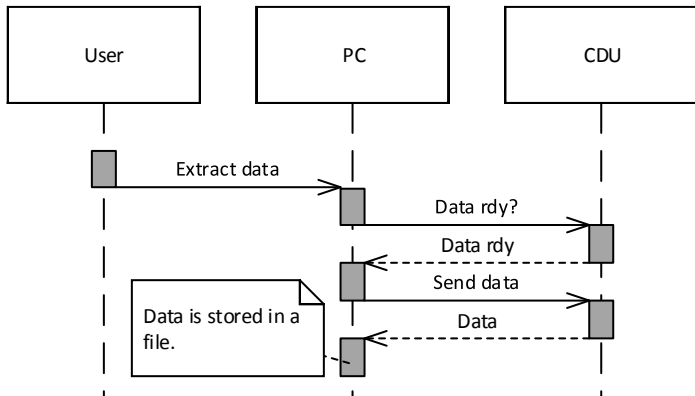 User
PC
CDU
Extract data
Data rdy?
Data rdy
Send data
Data is stored in a
file.
Data